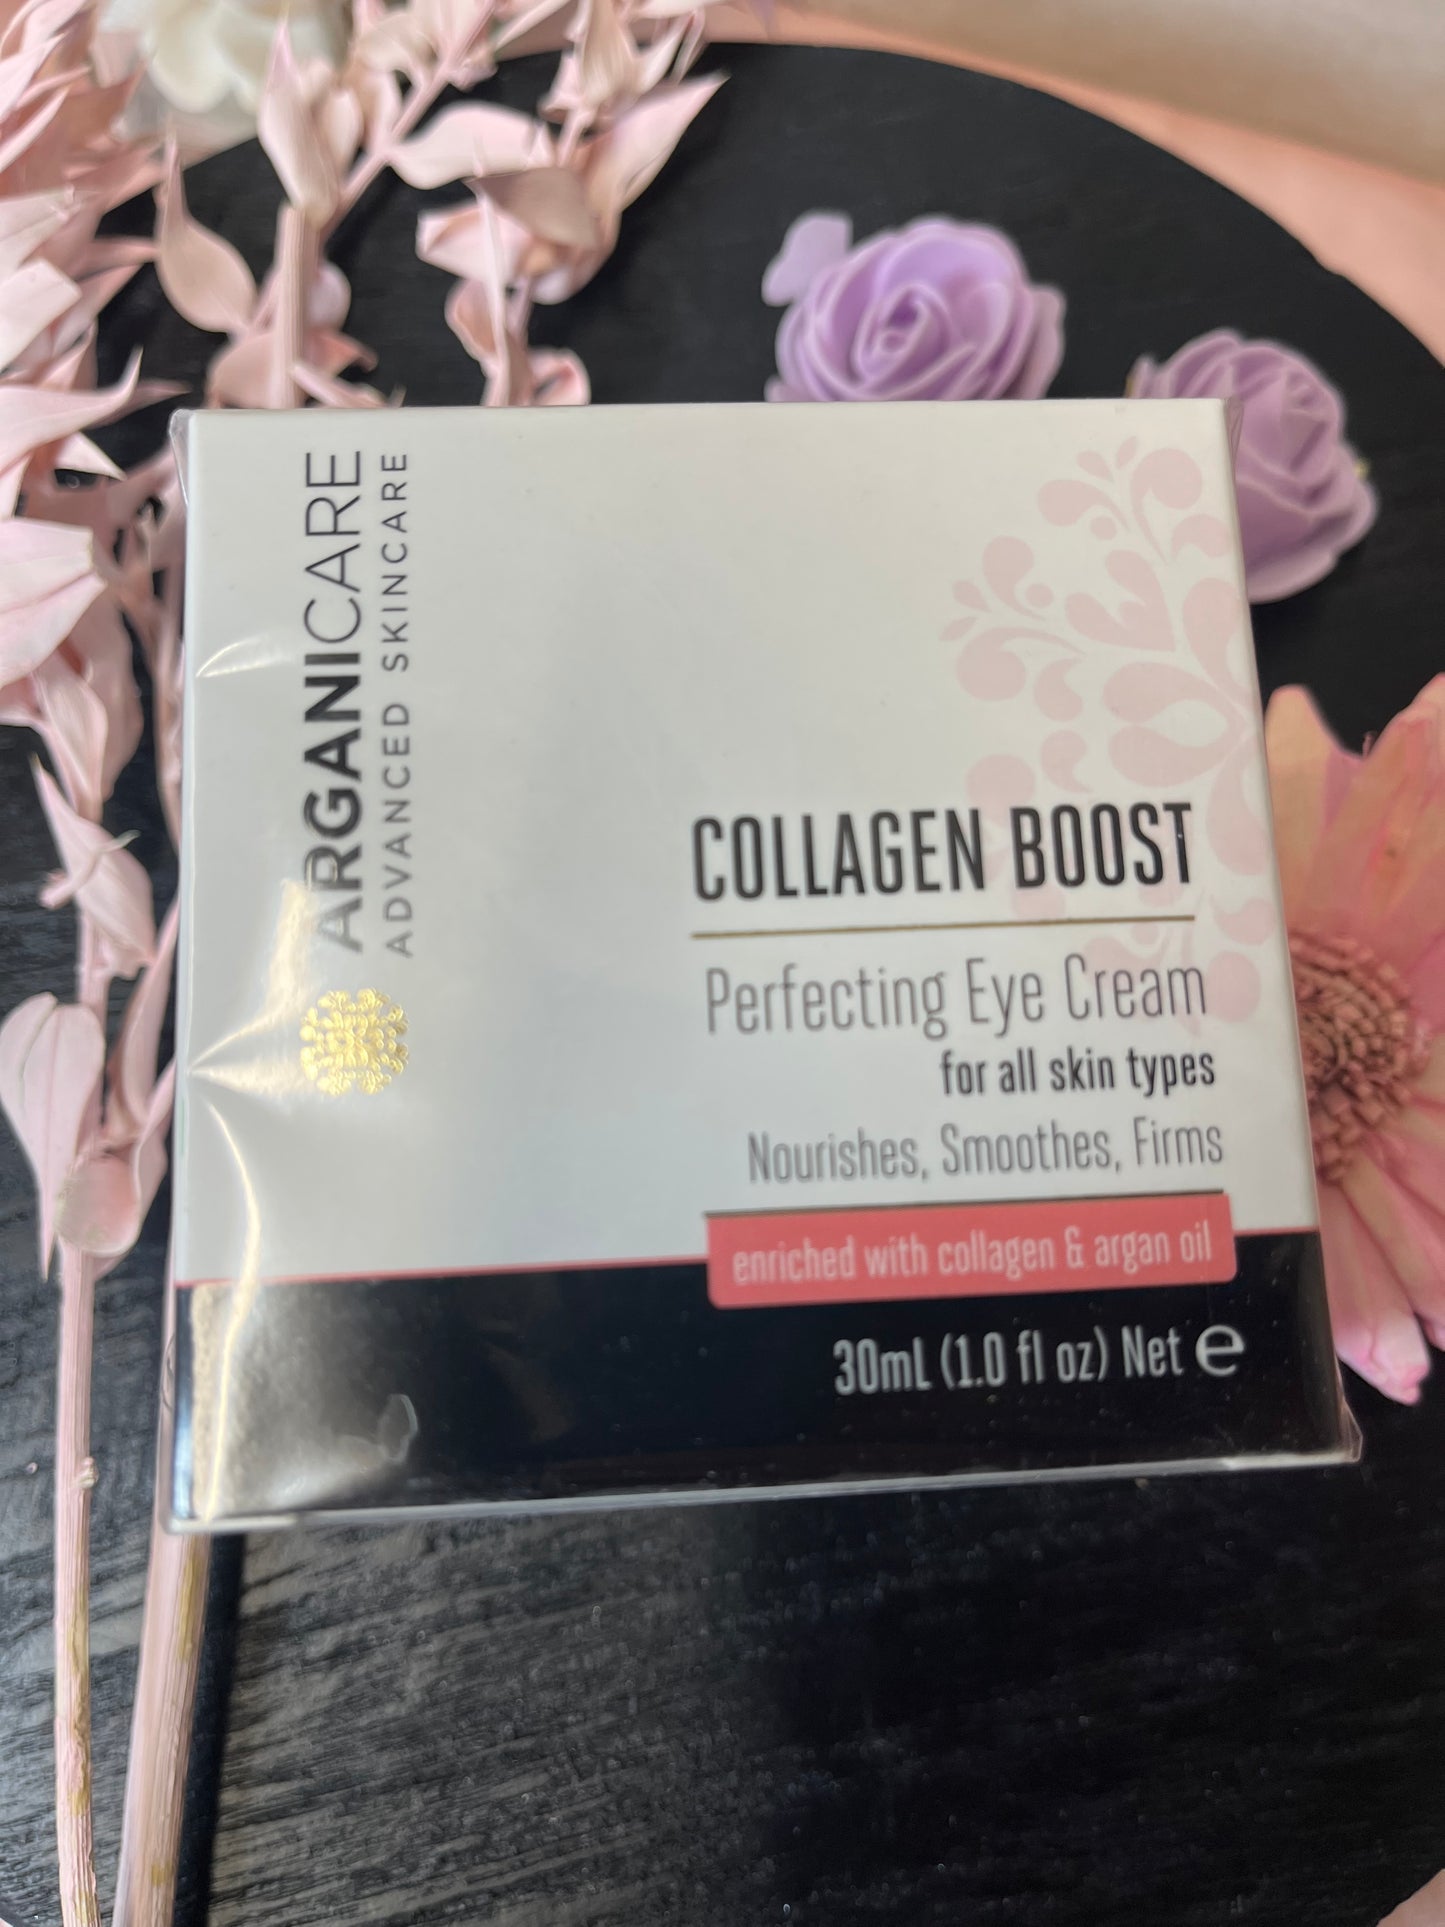 ARGANICARE
ADVANCED SKINCARE
COLLAGEN BOOST
Perfecting Eye Cream
for all skin types
Nourishes, Smoothes, Firms
enriched with collagen & argan oil
30mL (1.0 fl oz) Net e